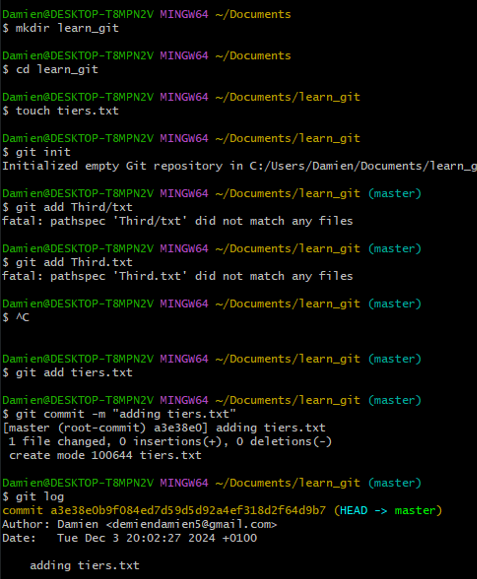 Damien@DESKTOP-T8MPN2V MINGW64 ~/Documents
$ mkdir learn_git
Damien@DESKTOP-T8MPN2V MINGW64 ~/Documents
$ cd learn_git
Damien@DESKTOP-T8MPN2V MINGW64 ~/Documents/learn_git
$ touch tiers.txt
Damien@DESKTOP-T8MPN2V MINGW64 ~/Documents/learn_git
$ git init
Initialized empty Git repository in C:/Users/Damien/Documents/learn_g
Damien@DESKTOP-T8MPN2V MINGW64 ~/Documents/learn_git (master)
$ git add Third/txt
fatal: pathspec 'Third/txt' did not match any files
Damien@DESKTOP-T8MPN2V MINGW64 ~/Documents/learn_git (master)
$ git add Third.txt
fatal: pathspec 'Third.txt' did not match any files
Damien@DESKTOP-T8MPN2V MINGW64 ~/Documents/learn_git (master)
$ ^C
Damien@DESKTOP-T8MPN2V MINGW64 ~/Documents/learn_git (master)
$ git add tiers.txt
Damien@DESKTOP-T8MPN2V MINGW64 ~/Documents/learn_git (master)
$ git commit -m "adding tiers.txt"
[master (root-commit) a3e38e0] adding tiers.txt
 1 file changed, 0 insertions(+), 0 deletions(-)
 create mode 100644 tiers.txt
Damien@DESKTOP-T8MPN2V MINGW64 ~/Documents/learn_git (master)
$ git log
commit a3e38e0b9f084ed7d59d5d92a4ef318d2f64d9b7 (HEAD -> master)
Author: Damien <demiendamien5@gmail.com>
Date:   Tue Dec 3 20:02:27 2024 +0100
    adding tiers.txt